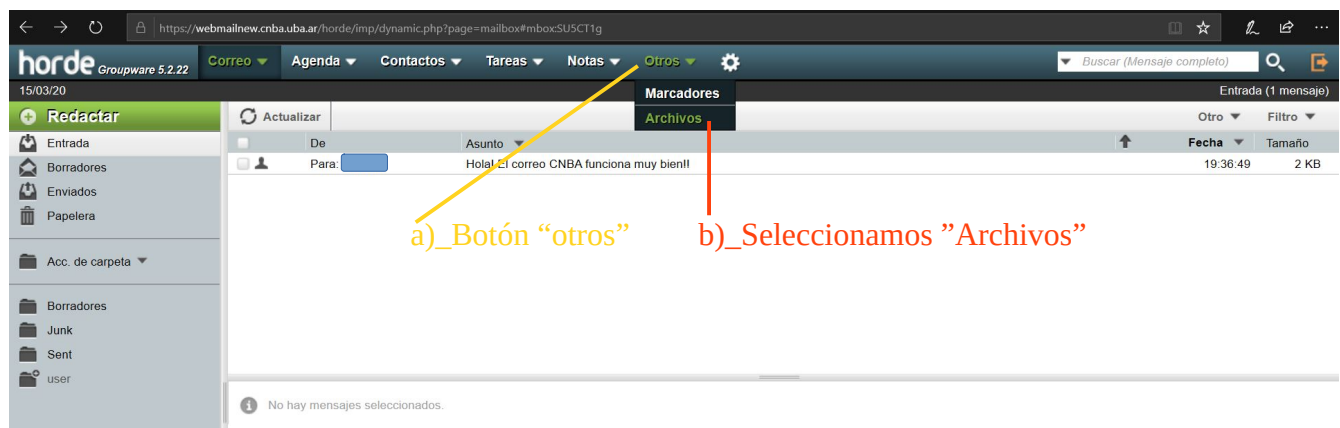 https://webmailnew.cnba.uba.ar/horde/imp/dynamic.php?page=mailbox#mbox:SU5CT1g
horde Groupware 5.2.22 Correo Agenda Contactos Tareas Notas Otros Buscar (Mensaje completo)
15/03/20 Marcadores Entrada (1 mensaje)
Redactar Actualizar Archivos Otro Filtro
Entrada De Asunto Fecha Tamaño
Para: Hola! El correo CNBA funciona muy bien!! 19:36:49 2 KB
Borradores
Enviados
Papelera
a)_Botón “otros” b)_Seleccionamos ”Archivos”
Acc. de carpeta
Borradores
Junk
Sent
user
No hay mensajes seleccionados.